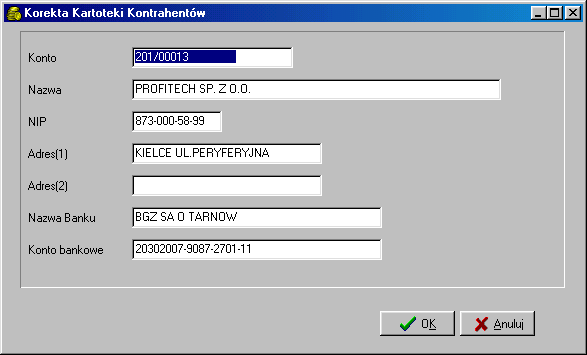 Korekta Kartoteki Kontrahentów
Konto 201/00013
Nazwa PROFITECH SP. Z O.O.
NIP 873-000-58-99
Adres(1) KIELCE UL.PERYFERYJNA
Adres(2)
Nazwa Banku BGZ SA O TARNOW
Konto bankowe 20302007-9087-2701-11
OK Anuluj